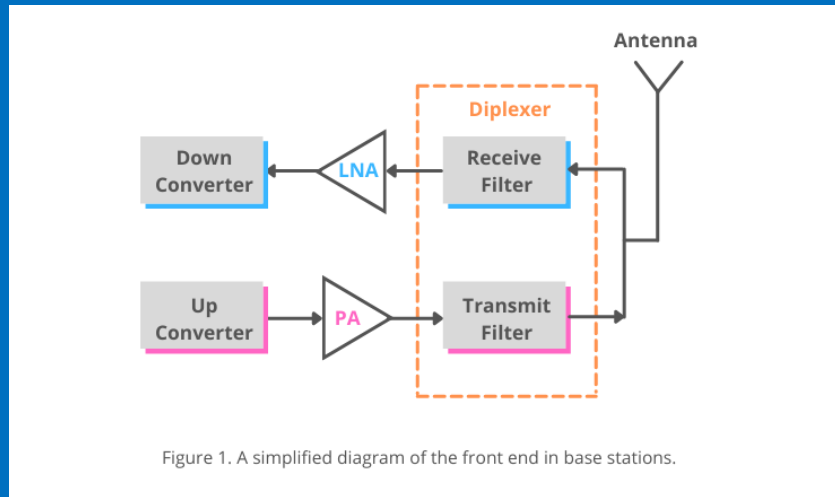 Antenna
Diplexer
Down
Converter
LNA
Receive
Filter
Up
Converter
PA
Transmit
Filter
Figure 1. A simplified diagram of the front end in base stations.